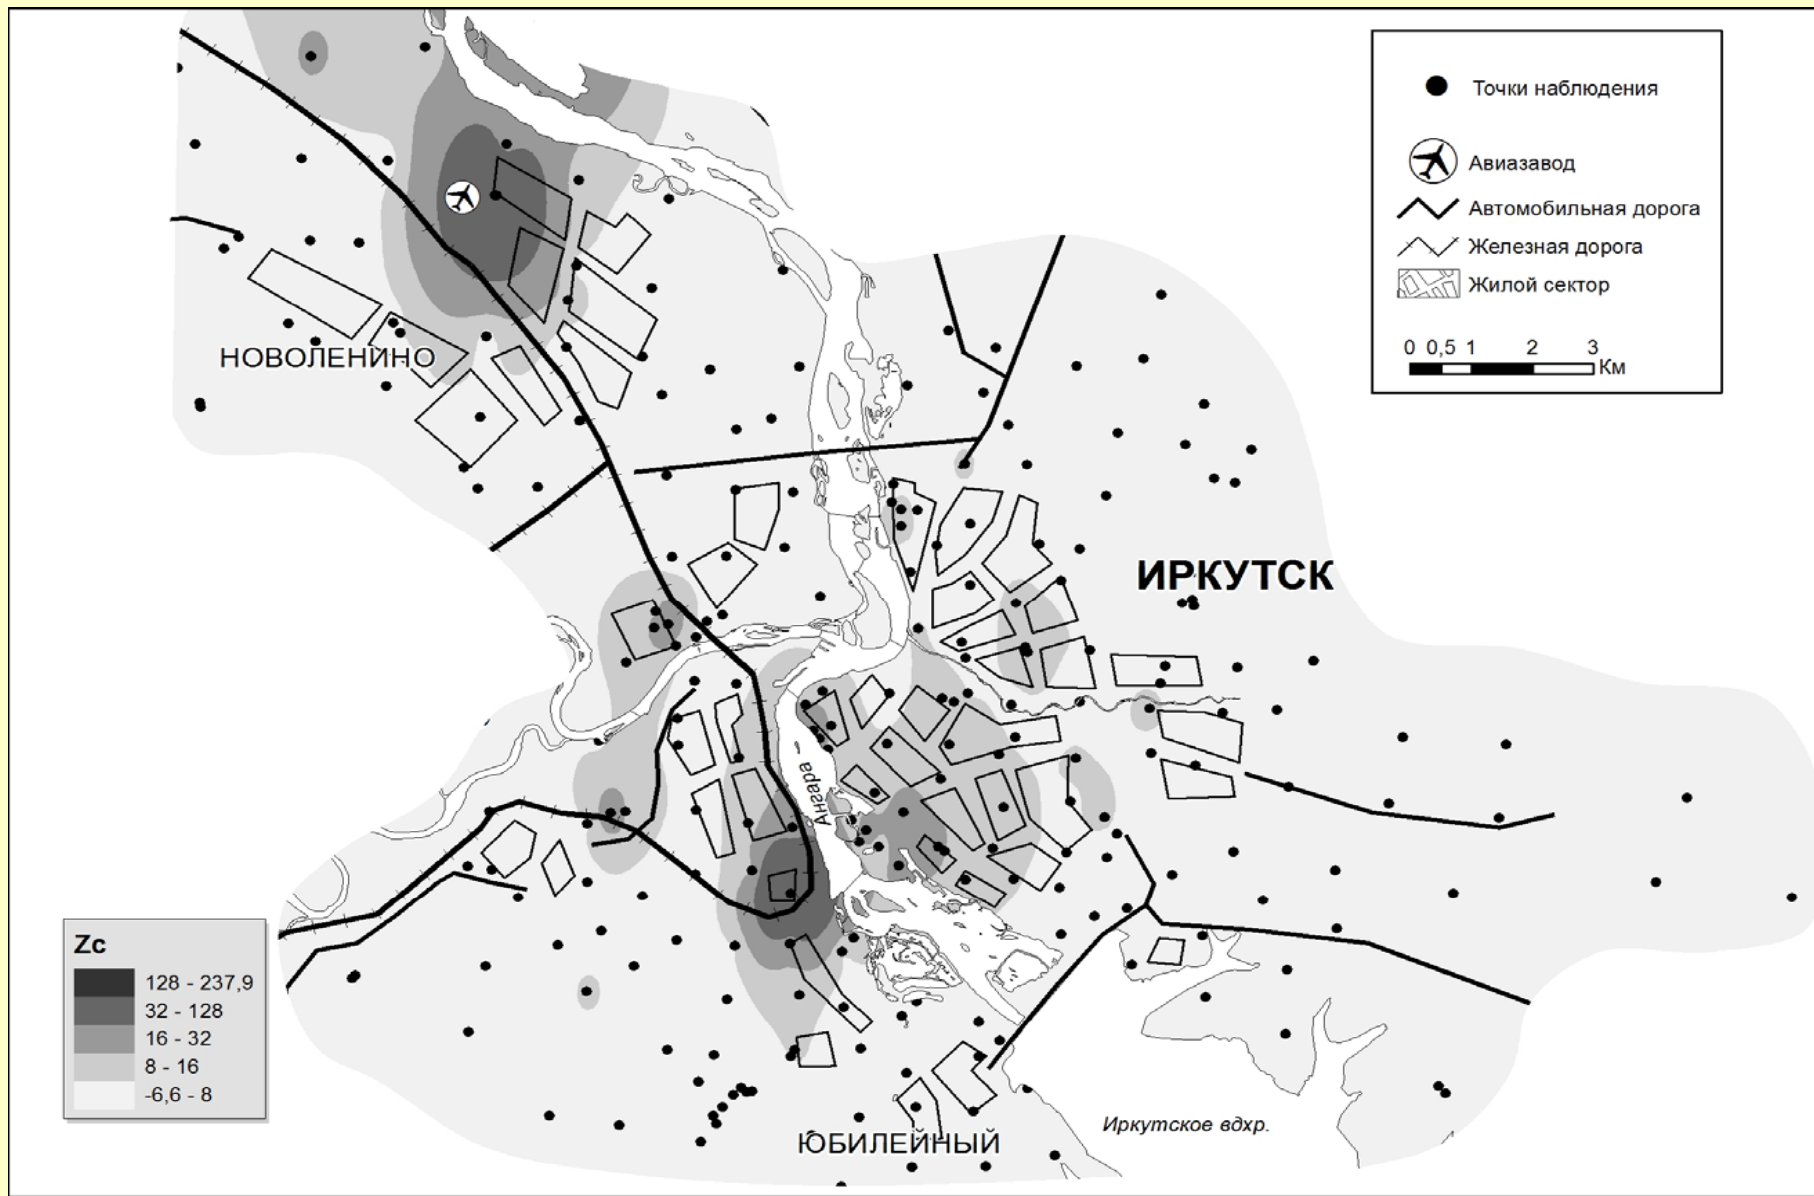 Точки наблюдения
Авиазавод
Автомобильная дорога
Железная дорога
Жилой сектор
0 0,5 1 2 3
Км
НОВОЛЕНИНО
ИРКУТСК
Ангара
Zc
128 - 237,9
32 - 128
16 - 32
8 - 16
-6,6 - 8
Иркутское вдхр.
ЮБИЛЕЙНЫЙ